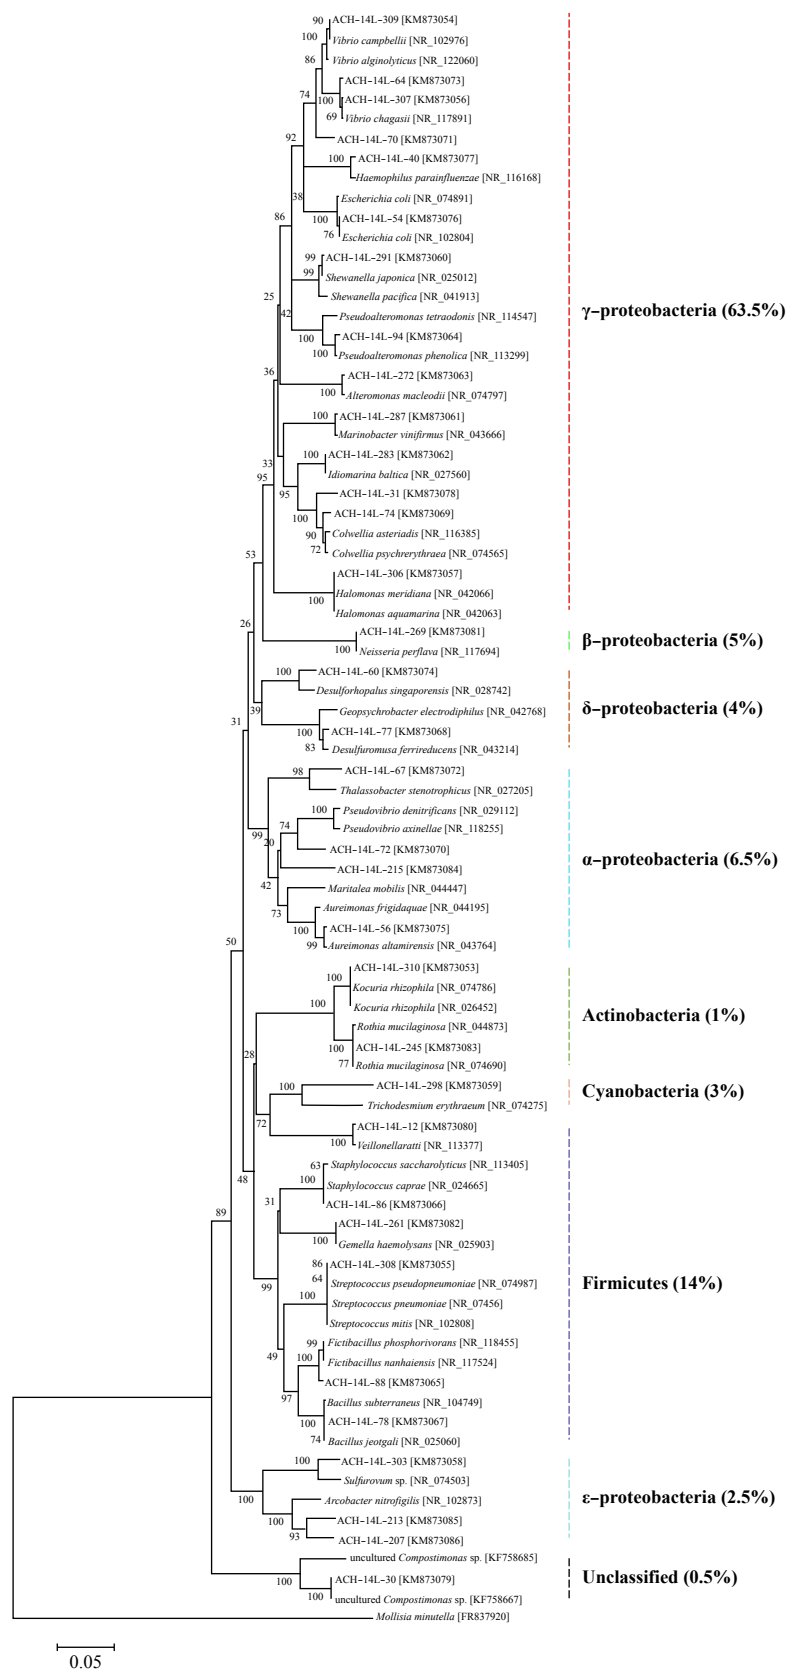 90 ACH-14L-309 [KM873054]
100 Vibrio campbellii [NR_102976]
86 Vibrio alginolyticus [NR_122060]
ACH-14L-64 [KM873073]
74 100 ACH-14L-307 [KM873056]
69 Vibrio chagasii [NR_117891]
92 ACH-14L-70 [KM873071]
100 ACH-14L-40 [KM873077]
Haemophilus parainfluenzae [NR_116168]
38 Escherichia coli [NR_074891]
86 100 ACH-14L-54 [KM873076]
76 Escherichia coli [NR_102804]
99 ACH-14L-291 [KM873060]
99 Shewanella japonica [NR_025012]
25 Shewanella pacifica [NR_041913]
γ-proteobacteria (63.5%)
42 Pseudoalteromonas tetraodonis [NR_114547]
100 ACH-14L-94 [KM873064]
100 Pseudoalteromonas phenolica [NR_113299]
36 ACH-14L-272 [KM873063]
100 Alteromonas macleodii [NR_074797]
100 ACH-14L-287 [KM873061]
Marinobacter vinifirmus [NR_043666]
33 100 ACH-14L-283 [KM873062]
95 Idiomarina baltica [NR_027560]
95 ACH-14L-31 [KM873078]
100 ACH-14L-74 [KM873069]
90 Colwellia asteriadis [NR_116385]
53 72 Colwellia psychrerythraea [NR_074565]
ACH-14L-306 [KM873057]
100 Halomonas meridiana [NR_042066]
Halomonas aquamarina [NR_042063]
26 ACH-14L-269 [KM873081]
β-proteobacteria (5%)
100 Neisseria perflava [NR_117694]
100 ACH-14L-60 [KM873074]
Desulforhopalus singaporensis [NR_028742]
39 Geopsychrobacter electrodiphilus [NR_042768]
δ-proteobacteria (4%)
31 100 ACH-14L-77 [KM873068]
83 Desulfuromusa ferrireducens [NR_043214]
98 ACH-14L-67 [KM873072]
Thalassobacter stenotrophicus [NR_027205]
100 Pseudovibrio denitrificans [NR_029112]
99 74 Pseudovibrio axinellae [NR_118255]
20 ACH-14L-72 [KM873070]
α-proteobacteria (6.5%)
ACH-14L-215 [KM873084]
42 Maritalea mobilis [NR_044447]
73 Aureimonas frigidaquae [NR_044195]
100 ACH-14L-56 [KM873075]
50 99 Aureimonas altamirensis [NR_043764]
ACH-14L-310 [KM873053]
100 Kocuria rhizophila [NR_074786]
100 Kocuria rhizophila [NR_026452]
Actinobacteria (1%)
Rothia mucilaginosa [NR_044873]
28 100 ACH-14L-245 [KM873083]
77 Rothia mucilaginosa [NR_074690]
100 ACH-14L-298 [KM873059]
Cyanobacteria (3%)
Trichodesmium erythraeum [NR_074275]
72 ACH-14L-12 [KM873080]
100 Veillonellaratti [NR_113377]
63 Staphylococcus saccharolyticus [NR_113405]
48 100 Staphylococcus caprae [NR_024665]
31 ACH-14L-86 [KM873066]
89 ACH-14L-261 [KM873082]
100 Gemella haemolysans [NR_025903]
86 ACH-14L-308 [KM873055]
99 64 Streptococcus pseudopneumoniae [NR_074987]
Firmicutes (14%)
100 Streptococcus pneumoniae [NR_07456]
Streptococcus mitis [NR_102808]
99 Fictibacillus phosphorivorans [NR_118455]
49 100 Fictibacillus nanhaiensis [NR_117524]
ACH-14L-88 [KM873065]
97 Bacillus subterraneus [NR_104749]
100 ACH-14L-78 [KM873067]
74 Bacillus jeotgali [NR_025060]
100 ACH-14L-303 [KM873058]
Sulfurovum sp. [NR_074503]
100 Arcobacter nitrofigilis [NR_102873]
ε-proteobacteria (2.5%)
100 ACH-14L-213 [KM873085]
93 ACH-14L-207 [KM873086]
uncultured Compostimonas sp. [KF758685]
100 ACH-14L-30 [KM873079]
Unclassified (0.5%)
100 uncultured Compostimonas sp. [KF758667]
Mollisia minutella [FR837920]
0.05